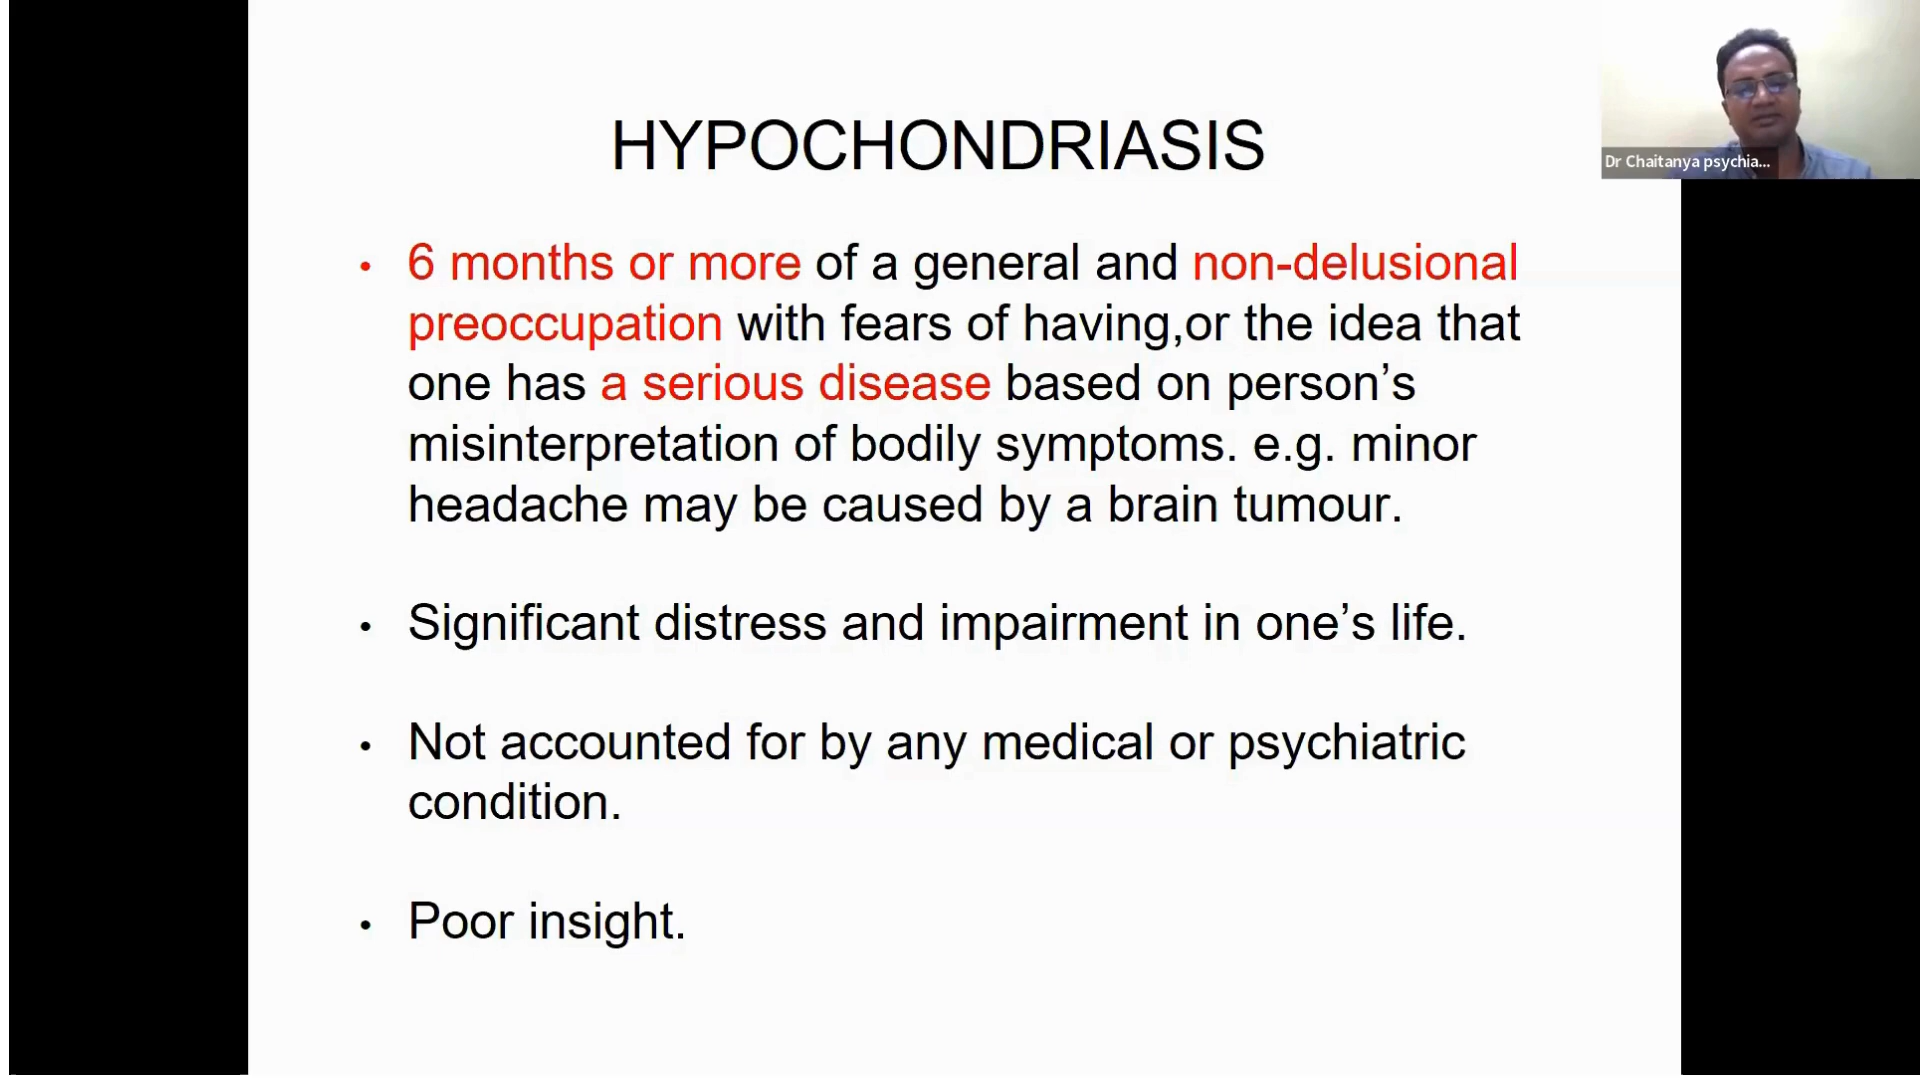 HYPOCHONDRIASIS
Dr Chaitanya psychia...
• 6 months or more of a general and non-delusional
preoccupation with fears of having,or the idea that
one has a serious disease based on person’s
misinterpretation of bodily symptoms. e.g. minor
headache may be caused by a brain tumour.
• Significant distress and impairment in one’s life.
• Not accounted for by any medical or psychiatric
condition.
• Poor insight.